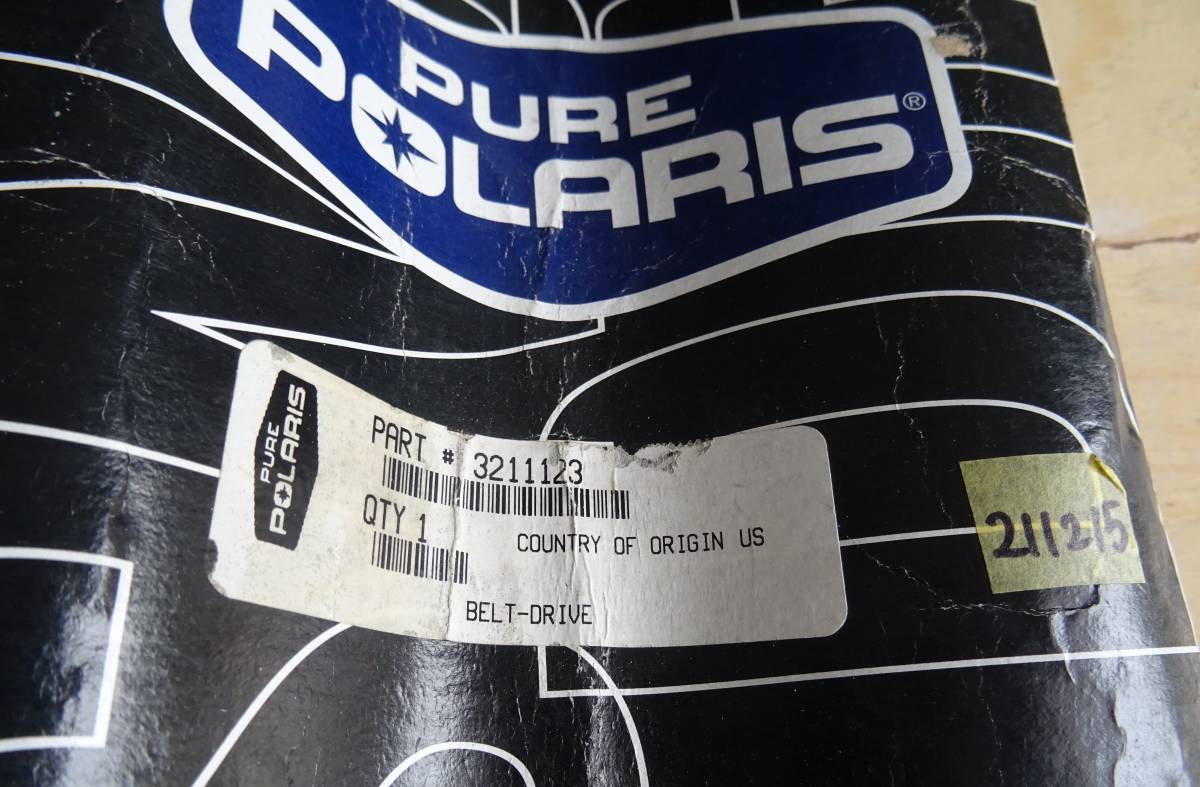 PURE
POLARIS®
PURE
POLARIS
PART # 3211123
QTY 1
COUNTRY OF ORIGIN US
BELT-DRIVE
211215